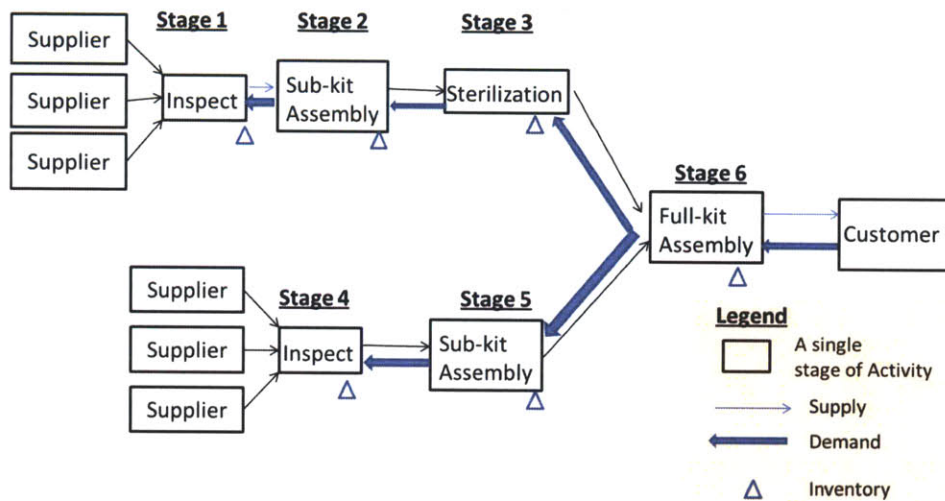 Stage 1
Stage 2
Stage 3
Supplier
Supplier
Supplier
Inspect
Sub-kit
Assembly
Sterilization
Stage 6
Full-kit
Assembly
Customer
Stage 4
Stage 5
Supplier
Supplier
Supplier
Inspect
Sub-kit
Assembly
Legend
A single
stage of Activity
Supply
Demand
Inventory